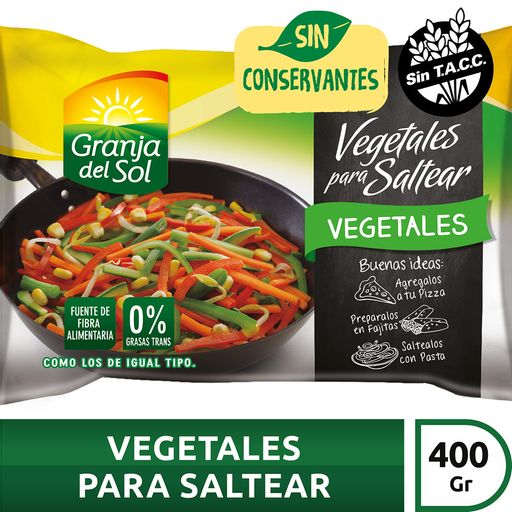 SIN
CONSERVANTES
Sin T.A.C.C.
Granja
del Sol
Vegetales
para Saltear
VEGETALES
Buenas ideas:
Agregalos
a tu Pizza
Preparalos
en Fajitas
Saltealos
con Pasta
FUENTE DE
FIBRA
ALIMENTARIA
0%
GRASAS TRANS
COMO LOS DE IGUAL TIPO.
VEGETALES
PARA SALTEAR
400
Gr